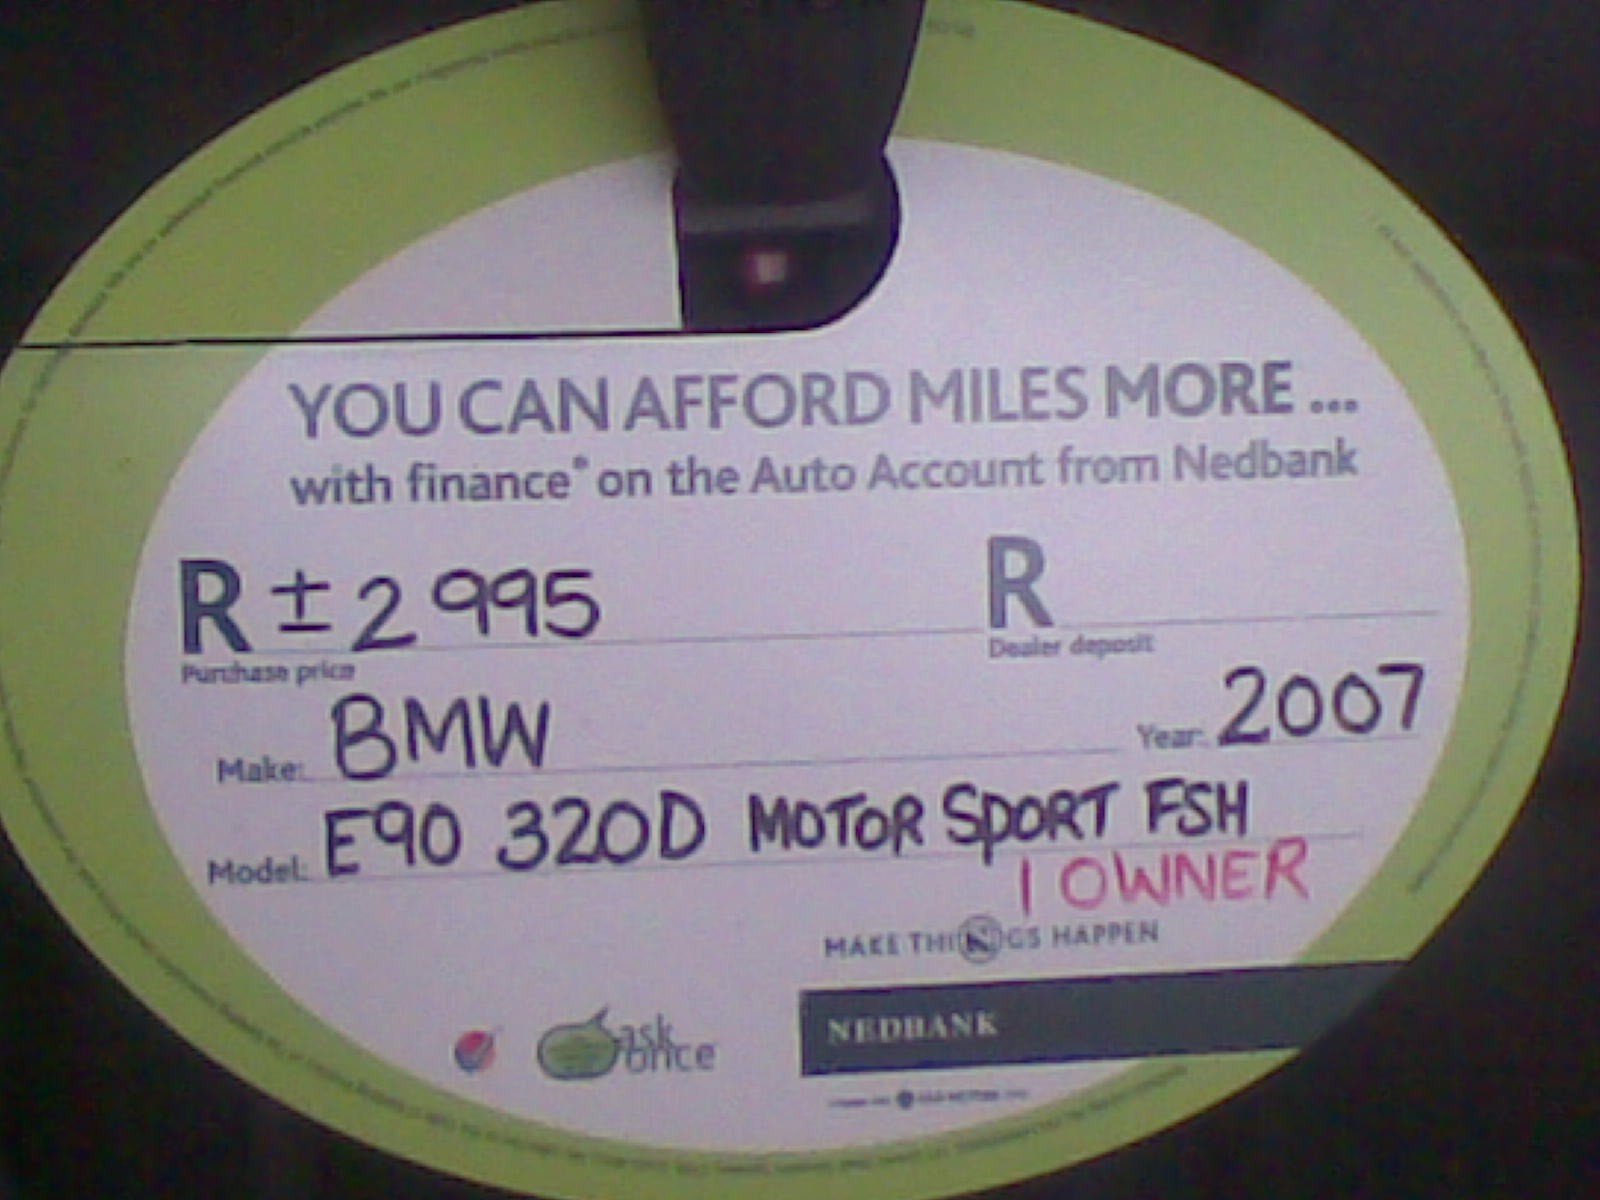 YOU CAN AFFORD MILES MORE ...
with finance* on the Auto Account from Nedbank
R ± 2 995
R
Purchase price
Dealer deposit
Make: BMW
Year: 2007
Model: E90 320D MOTOR SPORT FSH
1 OWNER
MAKE THINGS HAPPEN
ask once
NEDBANK